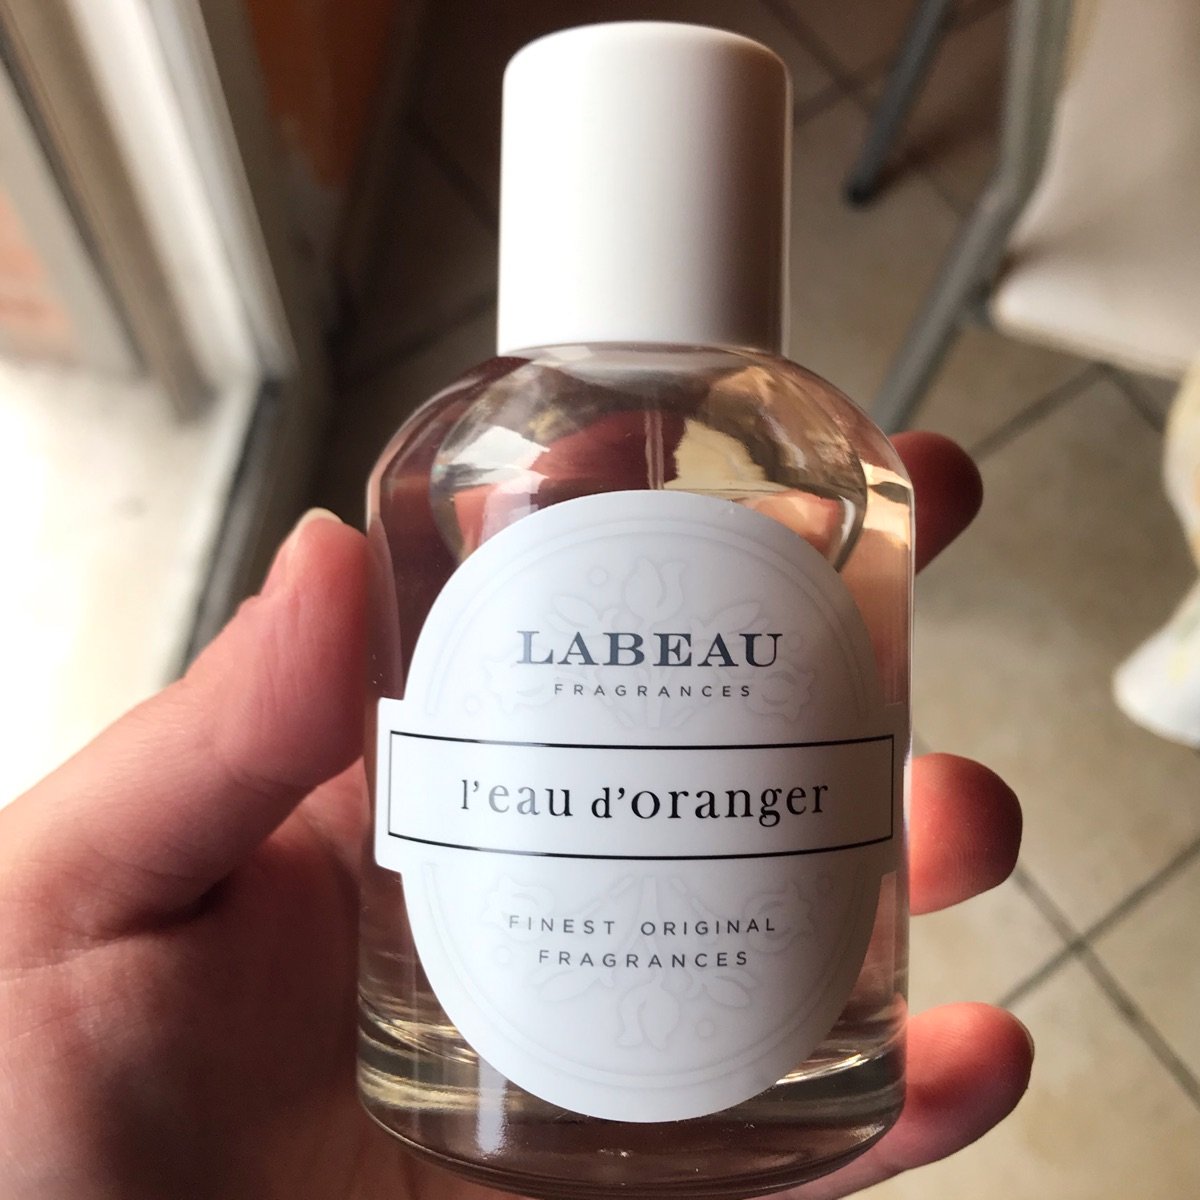 LABEAU
FRAGRANCES
l'eau d'oranger
FINEST ORIGINAL
FRAGRANCES